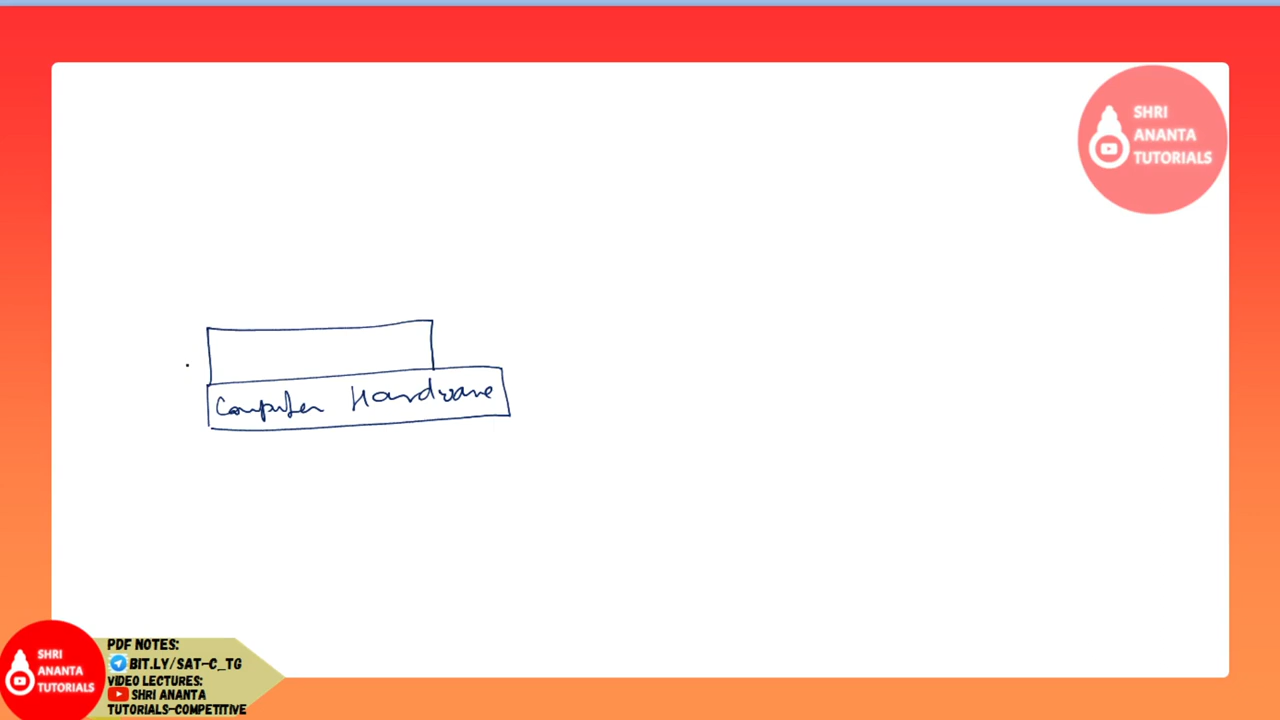 SHRI
ANANTA
TUTORIALS
Computer Hardware
SHRI
ANANTA
TUTORIALS
PDF NOTES:
BIT.LY/SAT-C_TG
VIDEO LECTURES:
SHRI ANANTA
TUTORIALS-COMPETITIVE